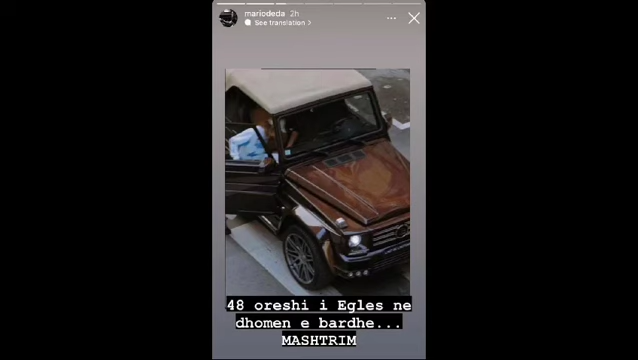 mariodeda 2h
See translation >
48 oreshi i Egles ne
dhomen e bardhe...
MASHTRIM